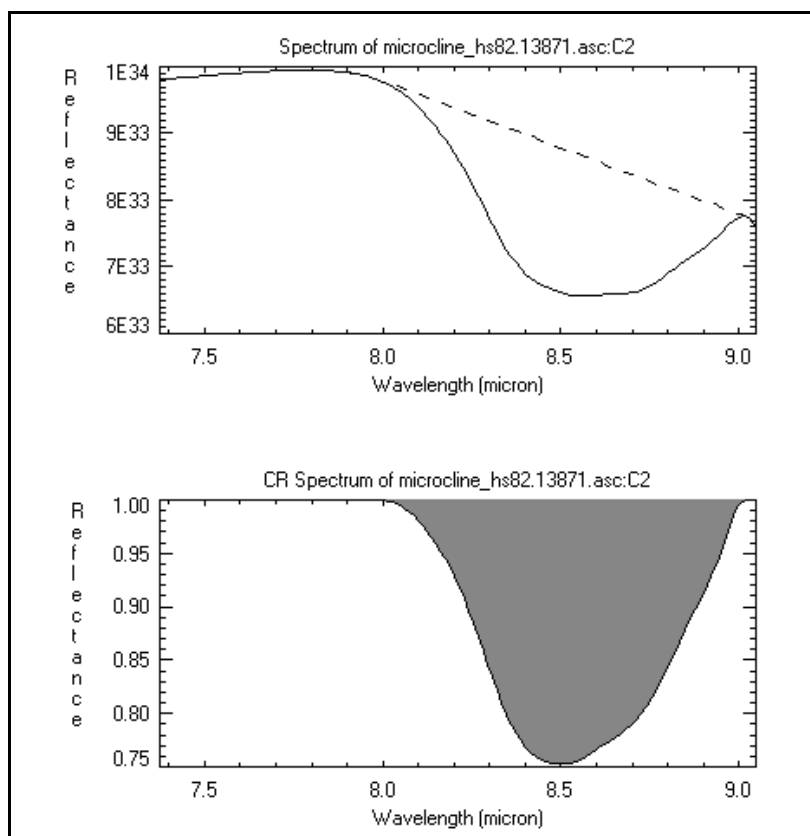 Spectrum of microcline_hs82.13871.asc:C2
Reflectance
1E34
9E33
8E33
7E33
6E33
7.5 8.0 8.5 9.0
Wavelength (micron)
CR Spectrum of microcline_hs82.13871.asc:C2
Reflectance
1.00
0.95
0.90
0.85
0.80
0.75
7.5 8.0 8.5 9.0
Wavelength (micron)